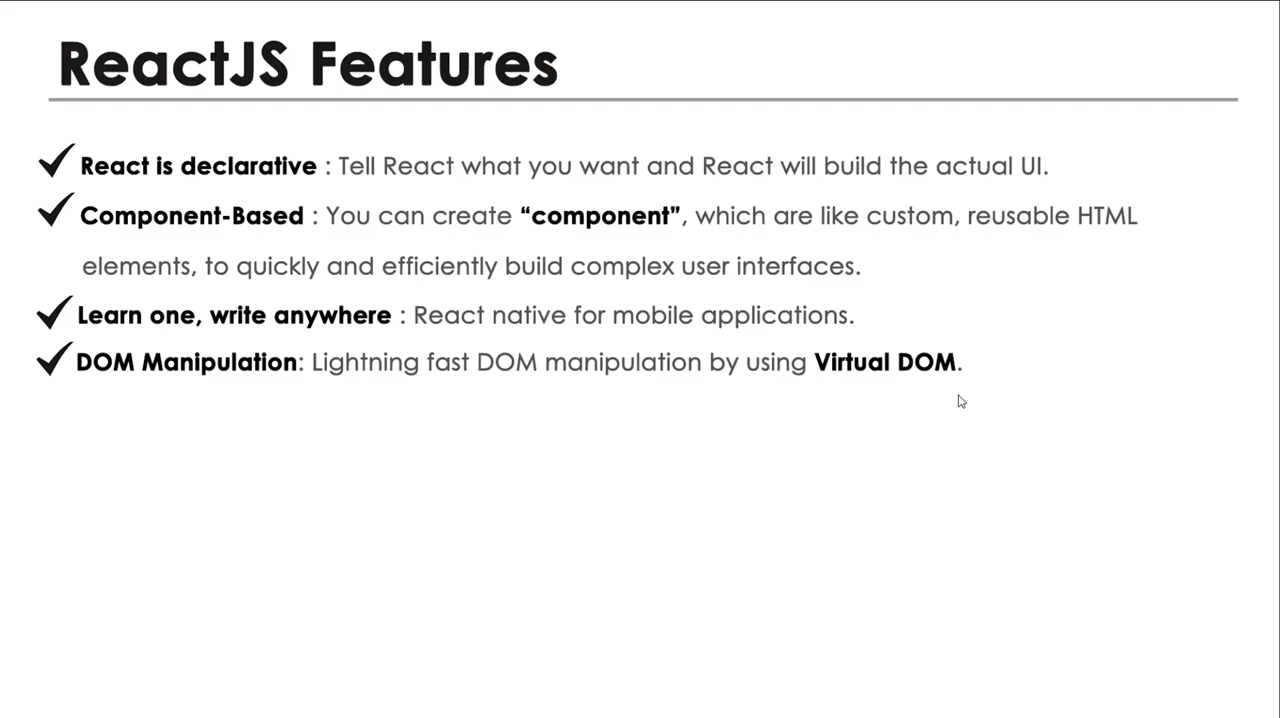 ReactJS Features
React is declarative : Tell React what you want and React will build the actual UI.
Component-Based : You can create “component”, which are like custom, reusable HTML
elements, to quickly and efficiently build complex user interfaces.
Learn one, write anywhere : React native for mobile applications.
DOM Manipulation: Lightning fast DOM manipulation by using Virtual DOM.